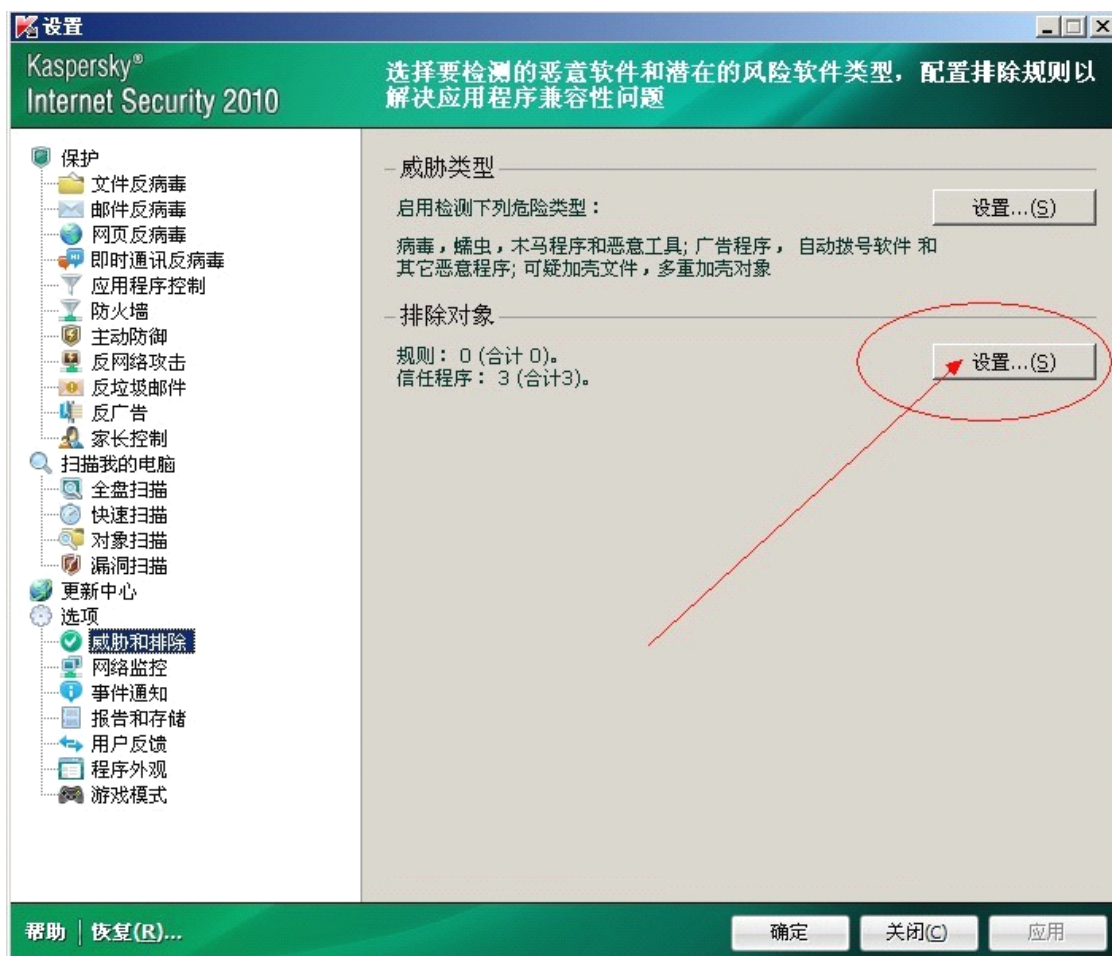 设置
Kaspersky®
Internet Security 2010
选择要检测的恶意软件和潜在的风险软件类型，配置排除规则以
解决应用程序兼容性问题
保护
文件反病毒
邮件反病毒
网页反病毒
即时通讯反病毒
应用程序控制
防火墙
主动防御
反网络攻击
反垃圾邮件
反广告
家长控制
扫描我的电脑
全盘扫描
快速扫描
对象扫描
漏洞扫描
更新中心
选项
威胁和排除
网络监控
事件通知
报告和存储
用户反馈
程序外观
游戏模式
威胁类型
启用检测下列危险类型：
设置...(S)
病毒，蠕虫，木马程序和恶意工具; 广告程序， 自动拨号软件 和
其它恶意程序; 可疑加壳文件，多重加壳对象
排除对象
规则： 0 (合计 0)。
设置...(S)
信任程序： 3 (合计3)。
帮助 | 恢复(R)...
确定
关闭(C)
应用